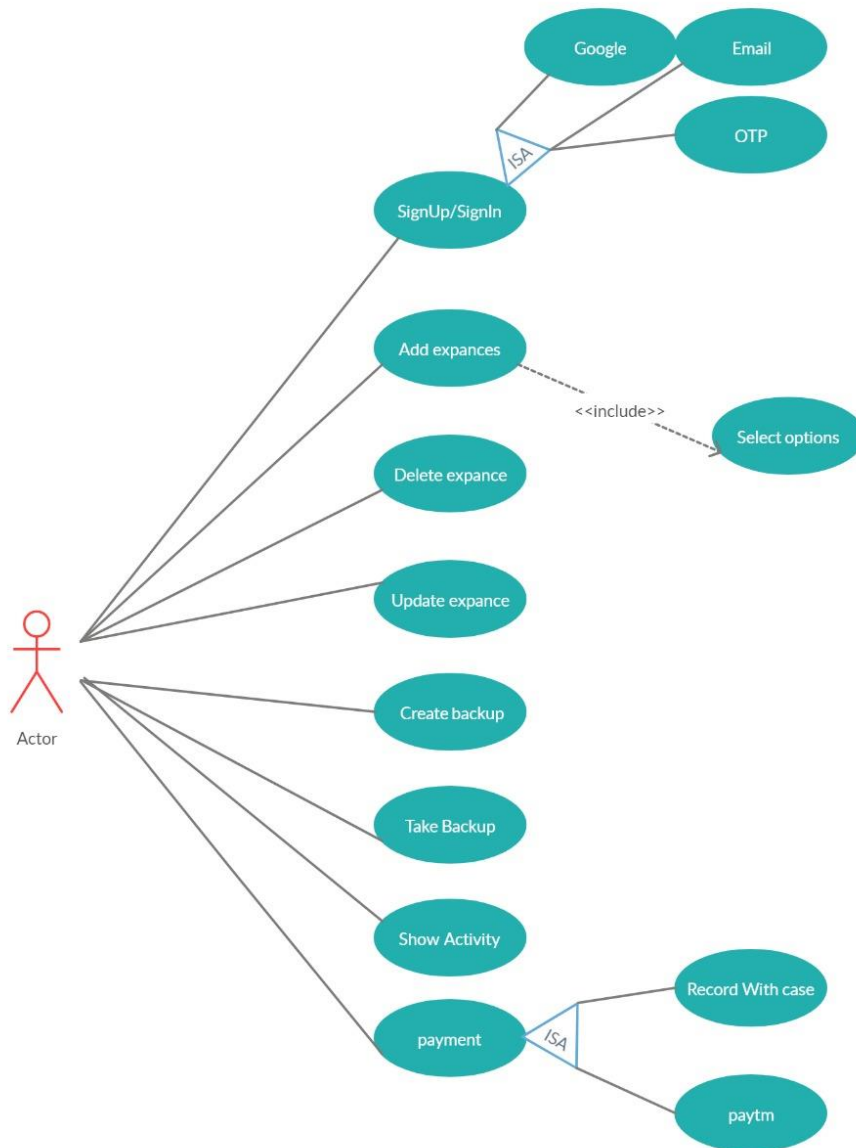 Google
Email
OTP
ISA
SignUp/SignIn
Add expances
<<include>>
Select options
Delete expance
Update expance
Actor
Create backup
Take Backup
Show Activity
Record With case
payment
ISA
paytm